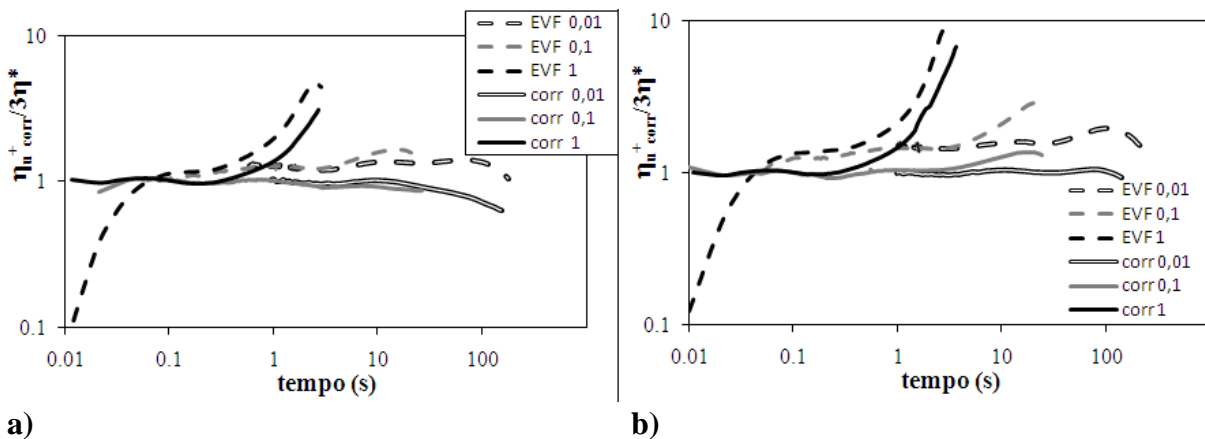 10
1
0.1
η_u^+ corr/3η*
0.01
0.1
1
10
100
tempo (s)
EVF 0,01
EVF 0,1
EVF 1
corr 0,01
corr 0,1
corr 1
a)
10
1
0.1
η_u^+ corr/3η*
0.01
0.1
1
10
100
tempo (s)
EVF 0,01
EVF 0,1
EVF 1
corr 0,01
corr 0,1
corr 1
b)